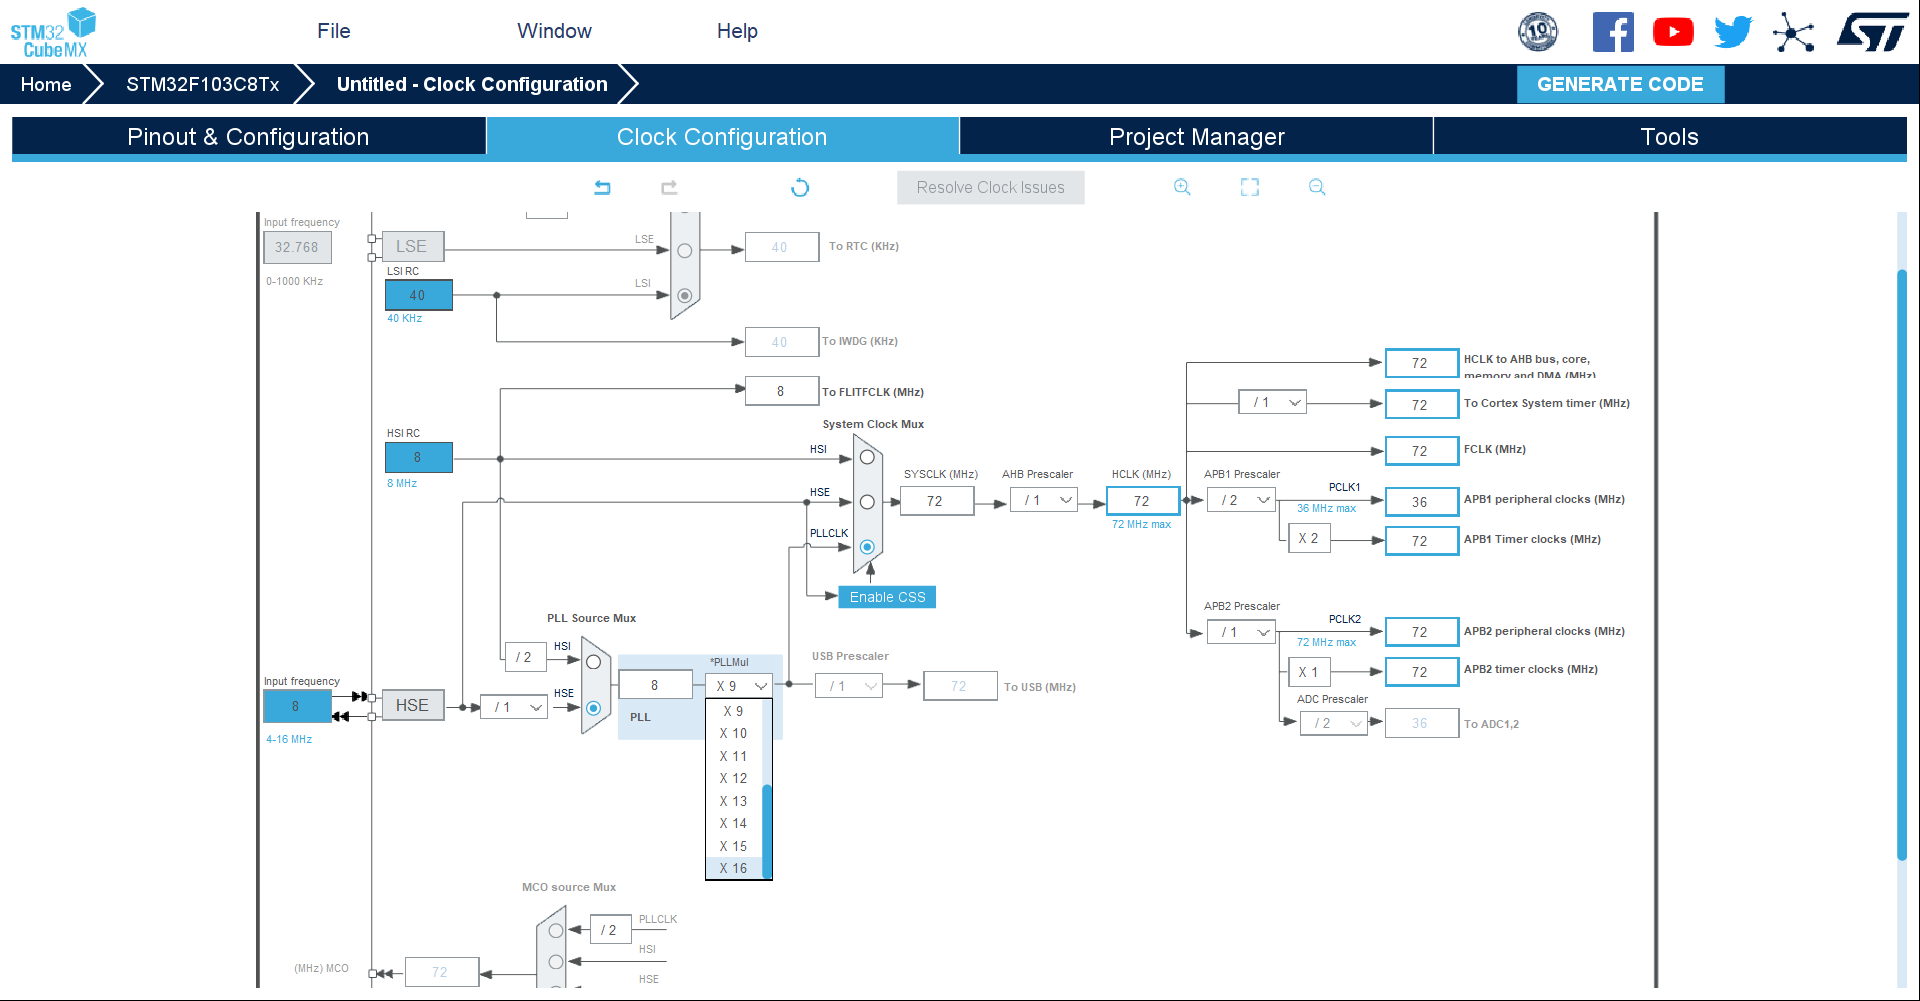 STM32
CubeMX
File
Window
Help
10
Home
STM32F103C8Tx
Untitled - Clock Configuration
GENERATE CODE
Pinout & Configuration
Clock Configuration
Project Manager
Tools
Resolve Clock Issues
Input frequency
32.768
0-1000 KHz
LSE
LSE
40
To RTC (KHz)
LSI RC
40
40 KHz
LSI
40
To IWDG (KHz)
8
To FLITFCLK (MHz)
HSI RC
8
8 MHz
System Clock Mux
HSI
HSE
PLLCLK
Enable CSS
SYSCLK (MHz)
72
AHB Prescaler
/ 1
HCLK (MHz)
72
72 MHz max
72
HCLK to AHB bus, core,
memory and DMA (MHz)
/ 1
72
To Cortex System timer (MHz)
72
FCLK (MHz)
APB1 Prescaler
/ 2
PCLK1
36 MHz max
36
APB1 peripheral clocks (MHz)
X 2
72
APB1 Timer clocks (MHz)
APB2 Prescaler
/ 1
PCLK2
72 MHz max
72
APB2 peripheral clocks (MHz)
X 1
72
APB2 timer clocks (MHz)
ADC Prescaler
/ 2
36
To ADC1,2
PLL Source Mux
/ 2
HSI
Input frequency
8
4-16 MHz
HSE
/ 1
HSE
8
PLL
*PLLMul
X 9
X 9
X 10
X 11
X 12
X 13
X 14
X 15
X 16
USB Prescaler
/ 1
72
To USB (MHz)
MCO source Mux
/ 2
PLLCLK
HSI
HSE
(MHz) MCO
72